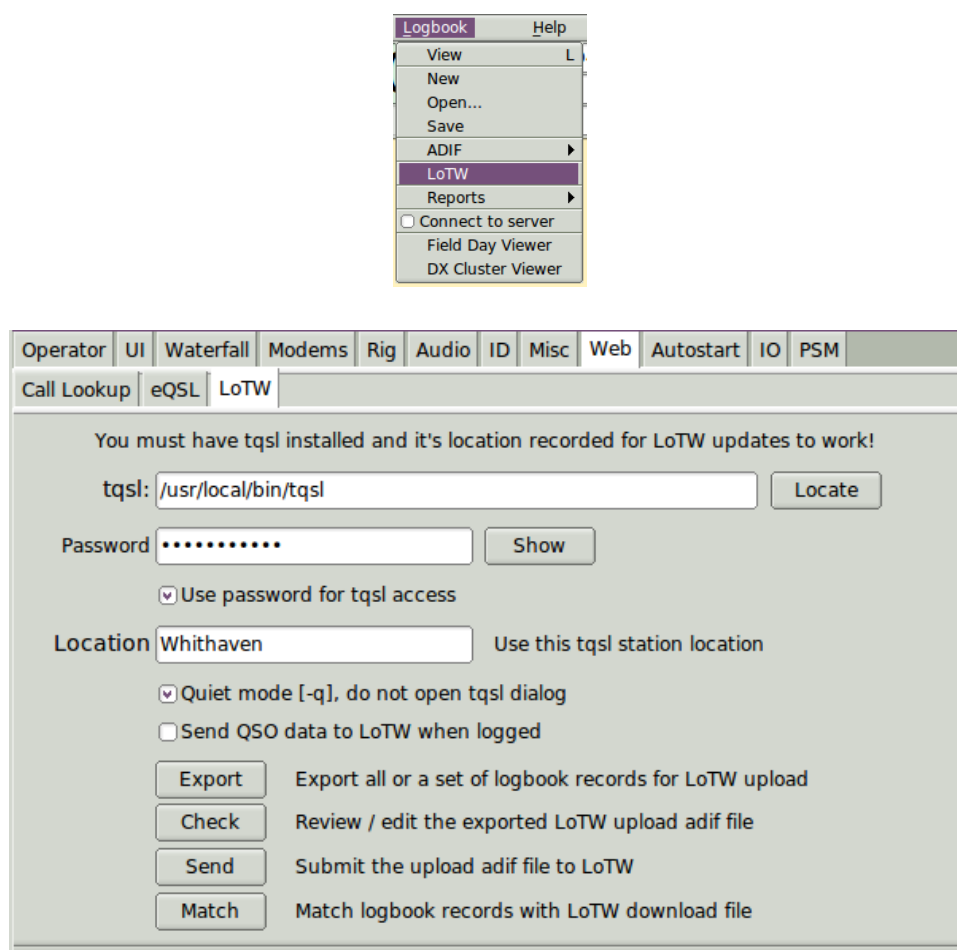 Logbook Help
View L
New
Open...
Save
ADIF
LoTW
Reports
Connect to server
Field Day Viewer
DX Cluster Viewer
Operator UI Waterfall Modems Rig Audio ID Misc Web Autostart IO PSM
Call Lookup eQSL LoTW
You must have tqsl installed and it's location recorded for LoTW updates to work!
tqsl: /usr/local/bin/tqsl Locate
Password ••••••••••• Show
Use password for tqsl access
Location Whithaven Use this tqsl station location
Quiet mode [-q], do not open tqsl dialog
Send QSO data to LoTW when logged
Export Export all or a set of logbook records for LoTW upload
Check Review / edit the exported LoTW upload adif file
Send Submit the upload adif file to LoTW
Match Match logbook records with LoTW download file